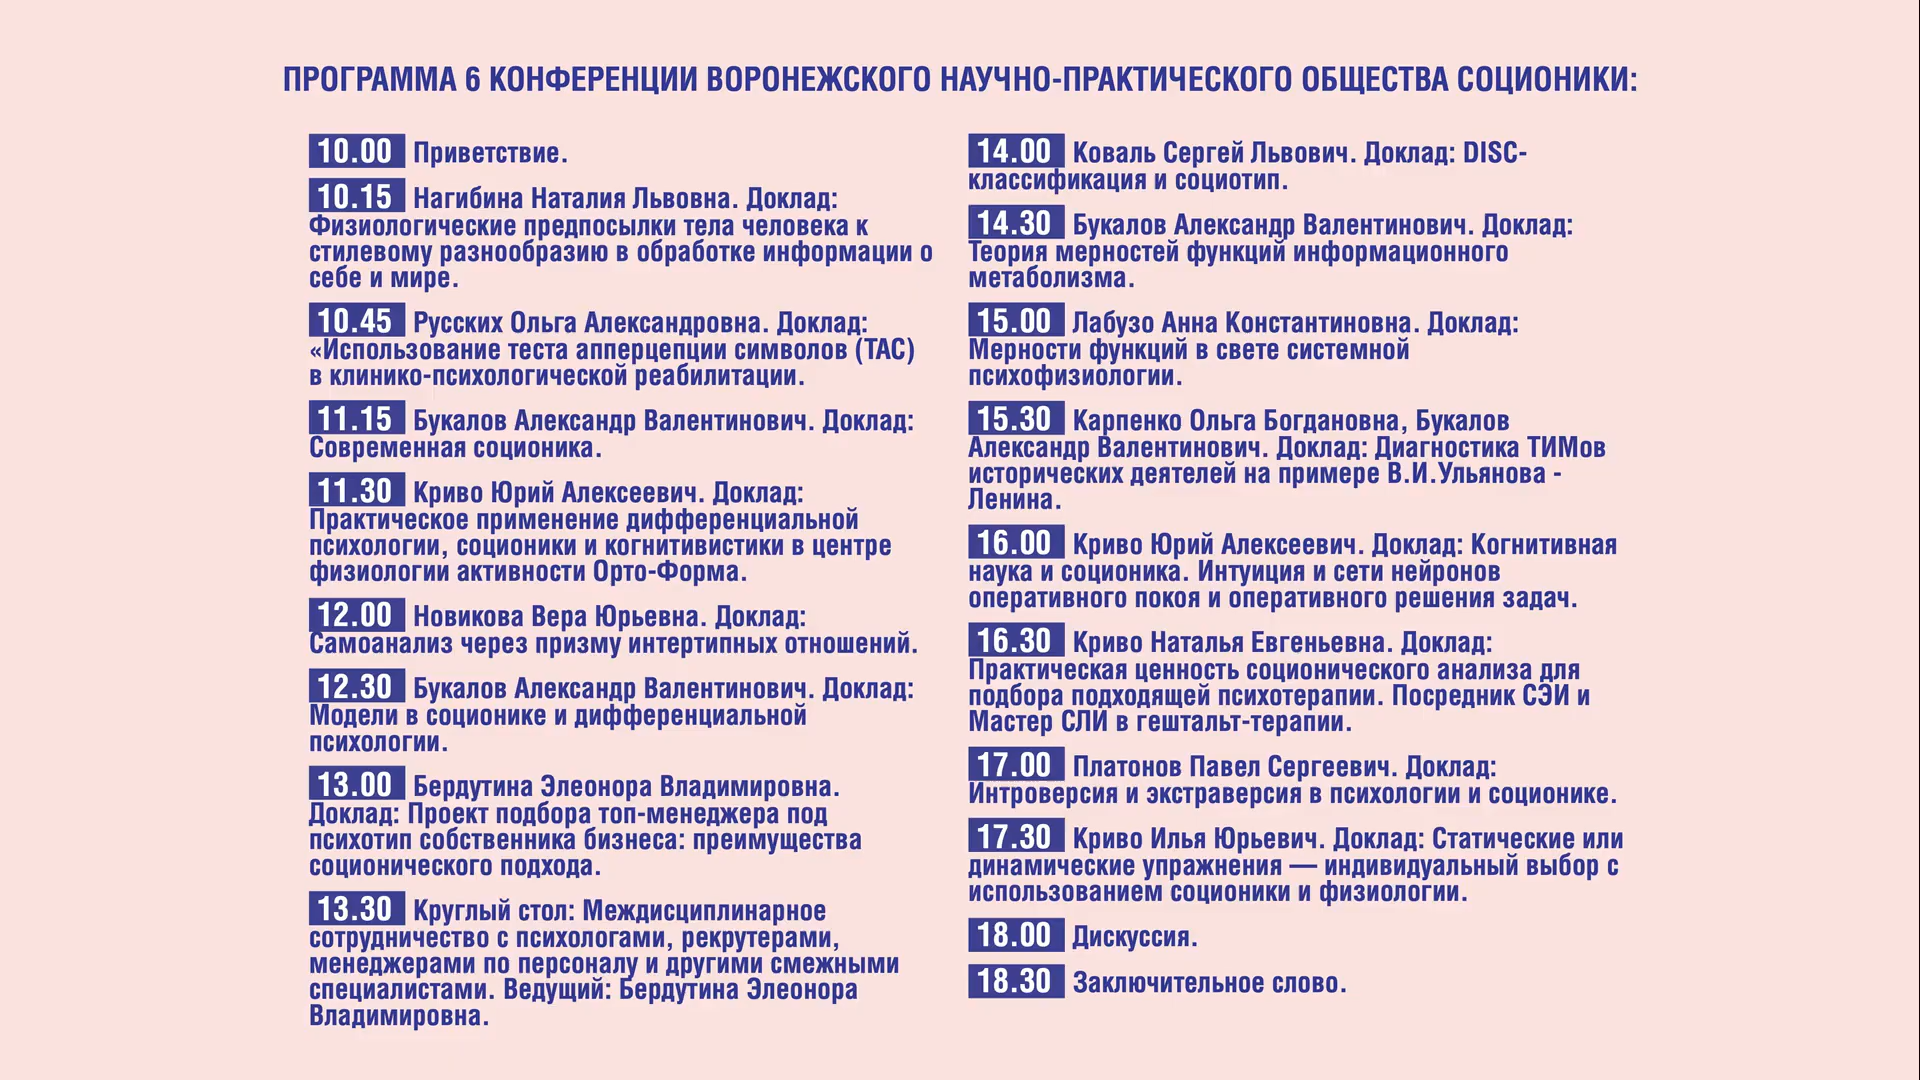 ПРОГРАММА 6 КОНФЕРЕНЦИИ ВОРОНЕЖСКОГО НАУЧНО-ПРАКТИЧЕСКОГО ОБЩЕСТВА СОЦИОНИКИ:
10.00 Приветствие.
10.15 Нагибина Наталия Львовна. Доклад:
Физиологические предпосылки тела человека к
стилевому разнообразию в обработке информации о
себе и мире.
10.45 Русских Ольга Александровна. Доклад:
«Использование теста апперцепции символов (ТАС)
в клинико-психологической реабилитации.
11.15 Букалов Александр Валентинович. Доклад:
Современная соционика.
11.30 Криво Юрий Алексеевич. Доклад:
Практическое применение дифференциальной
психологии, соционики и когнитивистики в центре
физиологии активности Орто-Форма.
12.00 Новикова Вера Юрьевна. Доклад:
Самоанализ через призму интертипных отношений.
12.30 Букалов Александр Валентинович. Доклад:
Модели в соционике и дифференциальной
психологии.
13.00 Бердутина Элеонора Владимировна.
Доклад: Проект подбора топ-менеджера под
психотип собственника бизнеса: преимущества
соционического подхода.
13.30 Круглый стол: Междисциплинарное
сотрудничество с психологами, рекрутерами,
менеджерами по персоналу и другими смежными
специалистами. Ведущий: Бердутина Элеонора
Владимировна.
14.00 Коваль Сергей Львович. Доклад: DISC-
классификация и социотип.
14.30 Букалов Александр Валентинович. Доклад:
Теория мерностей функций информационного
метаболизма.
15.00 Лабузо Анна Константиновна. Доклад:
Мерности функций в свете системной
психофизиологии.
15.30 Карпенко Ольга Богдановна, Букалов
Александр Валентинович. Доклад: Диагностика ТИМов
исторических деятелей на примере В.И.Ульянова -
Ленина.
16.00 Криво Юрий Алексеевич. Доклад: Когнитивная
наука и соционика. Интуиция и сети нейронов
оперативного покоя и оперативного решения задач.
16.30 Криво Наталья Евгеньевна. Доклад:
Практическая ценность соционического анализа для
подбора подходящей психотерапии. Посредник СЭИ и
Мастер СЛИ в гештальт-терапии.
17.00 Платонов Павел Сергеевич. Доклад:
Интроверсия и экстраверсия в психологии и соционике.
17.30 Криво Илья Юрьевич. Доклад: Статические или
динамические упражнения — индивидуальный выбор с
использованием соционики и физиологии.
18.00 Дискуссия.
18.30 Заключительное слово.